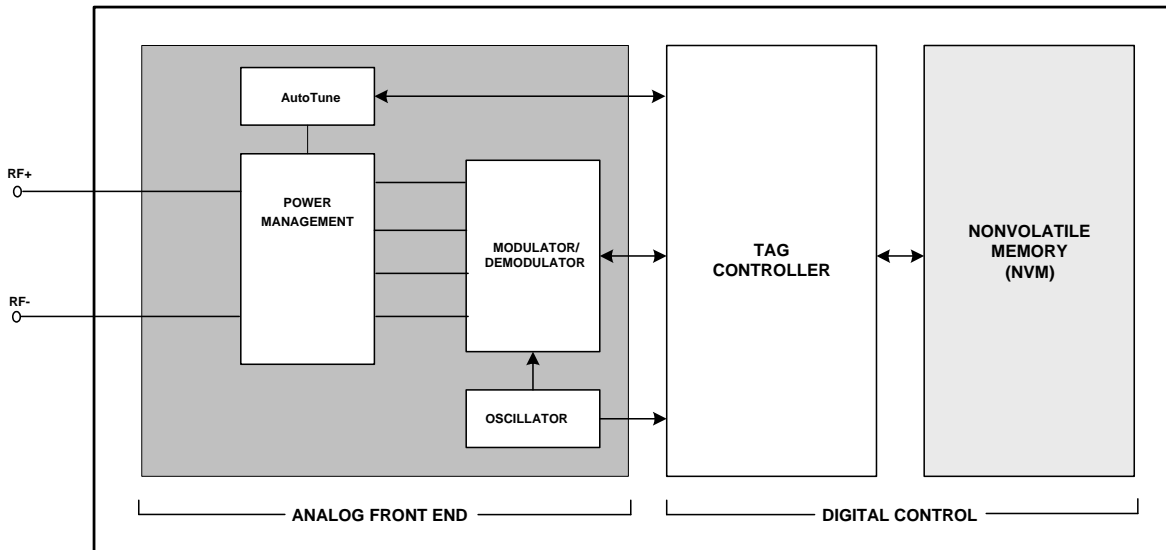 AutoTune
RF+
POWER
MANAGEMENT
MODULATOR/
DEMODULATOR
TAG
CONTROLLER
NONVOLATILE
MEMORY
(NVM)
RF-
OSCILLATOR
ANALOG FRONT END
DIGITAL CONTROL